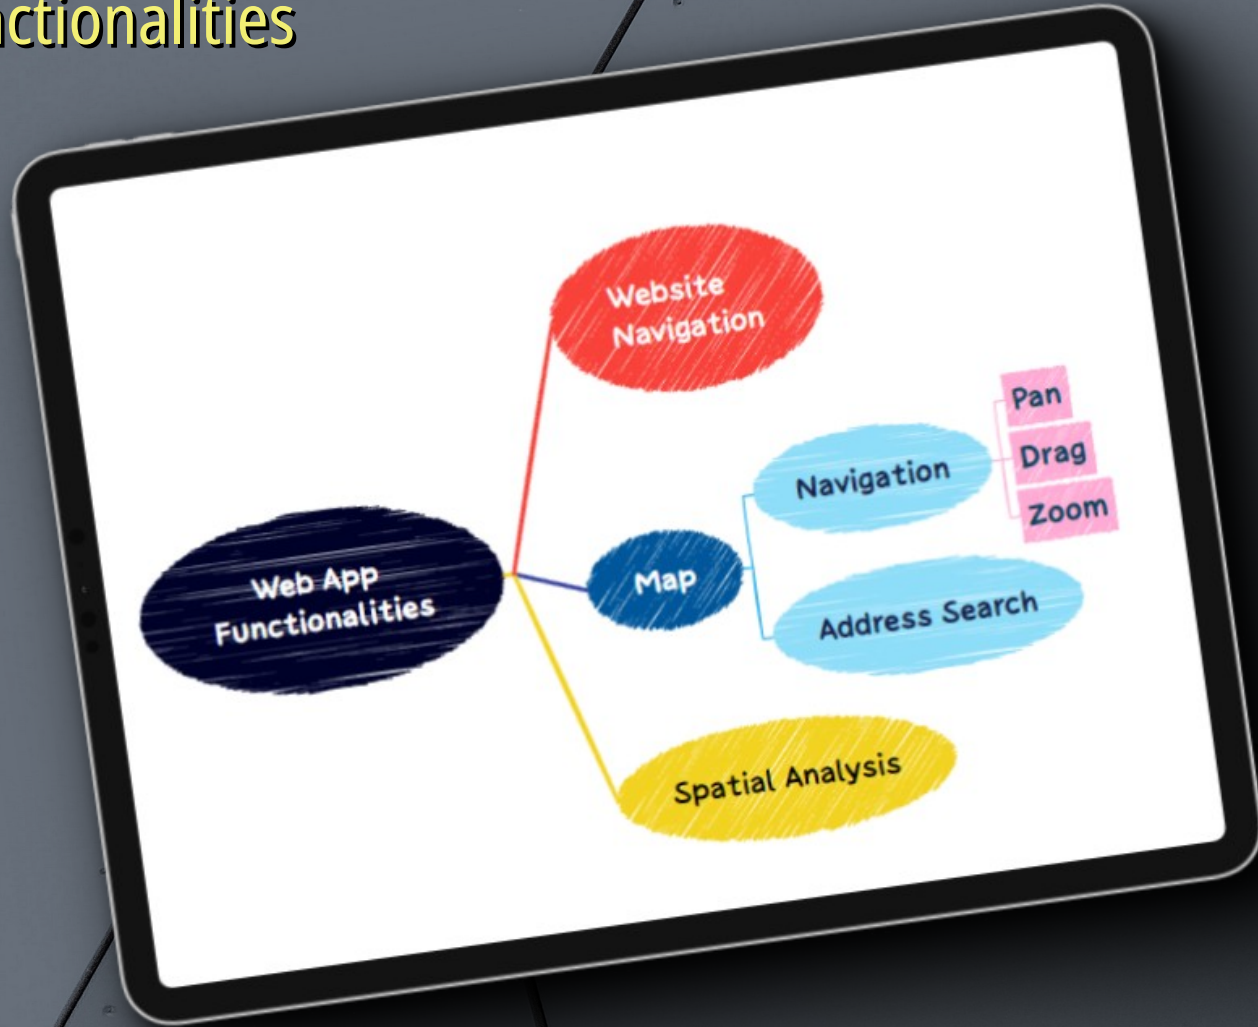 ctionalities
Website
Navigation
Pan
Navigation
Drag
Zoom
Web App
Functionalities
Map
Address Search
Spatial Analysis